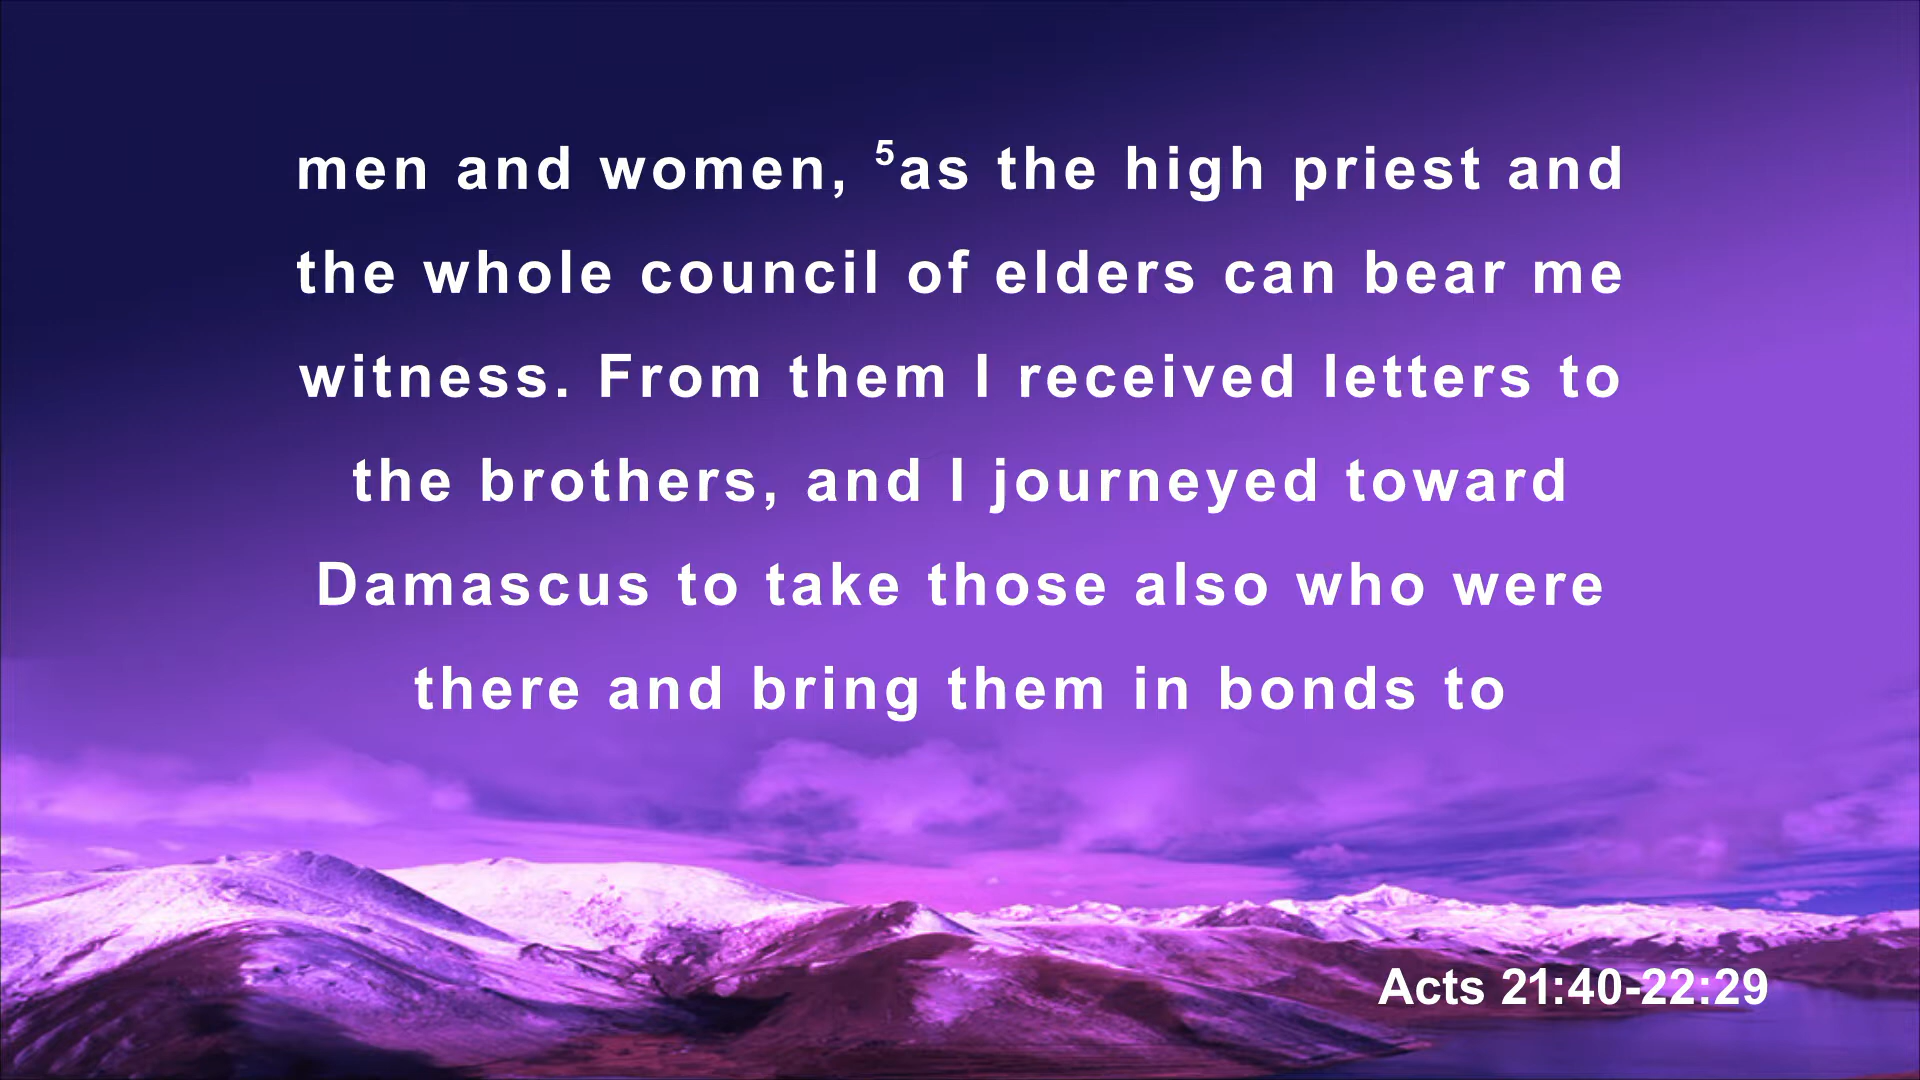 men and women, ⁵as the high priest and
the whole council of elders can bear me
witness. From them I received letters to
the brothers, and I journeyed toward
Damascus to take those also who were
there and bring them in bonds to
Acts 21:40-22:29